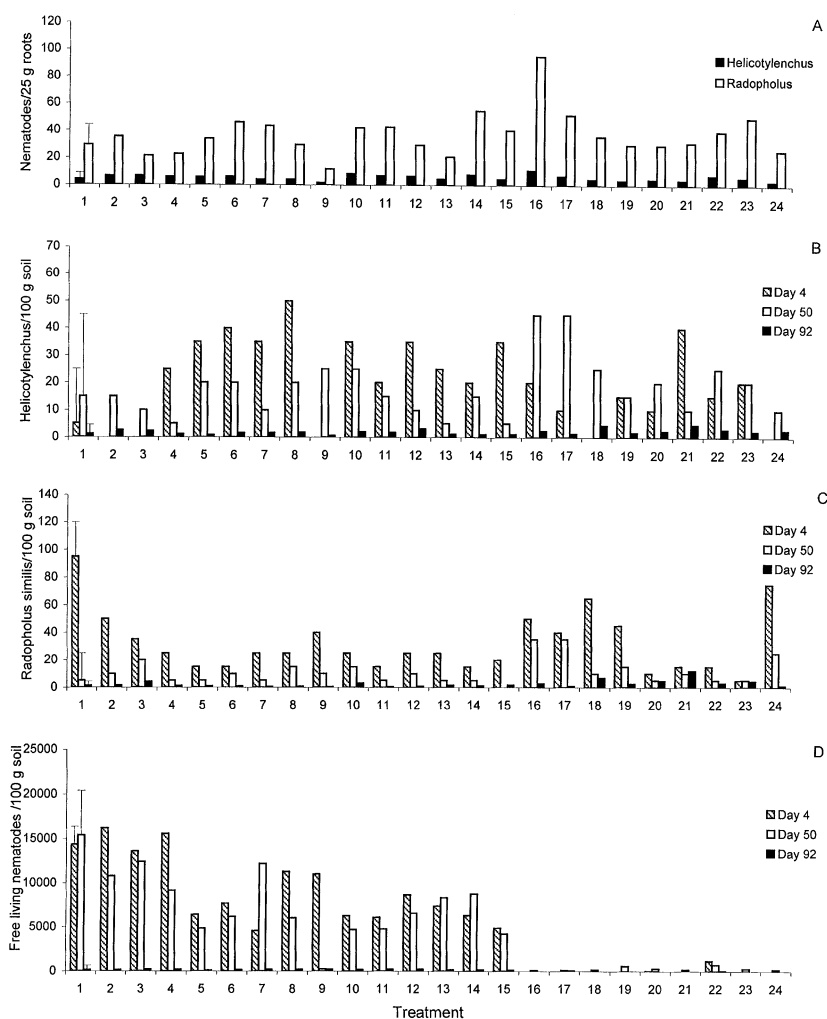 A
Nematodes/25 g roots
120
100
80
60
40
20
0
Helicotylenchus
Radopholus
1 2 3 4 5 6 7 8 9 10 11 12 13 14 15 16 17 18 19 20 21 22 23 24
B
Helicotylenchus/100 g soil
70
60
50
40
30
20
10
0
Day 4
Day 50
Day 92
1 2 3 4 5 6 7 8 9 10 11 12 13 14 15 16 17 18 19 20 21 22 23 24
C
Radopholus similis/100 g soil
140
120
100
80
60
40
20
0
Day 4
Day 50
Day 92
1 2 3 4 5 6 7 8 9 10 11 12 13 14 15 16 17 18 19 20 21 22 23 24
D
Free living nematodes /100 g soil
25000
20000
15000
10000
5000
0
Day 4
Day 50
Day 92
1 2 3 4 5 6 7 8 9 10 11 12 13 14 15 16 17 18 19 20 21 22 23 24
Treatment